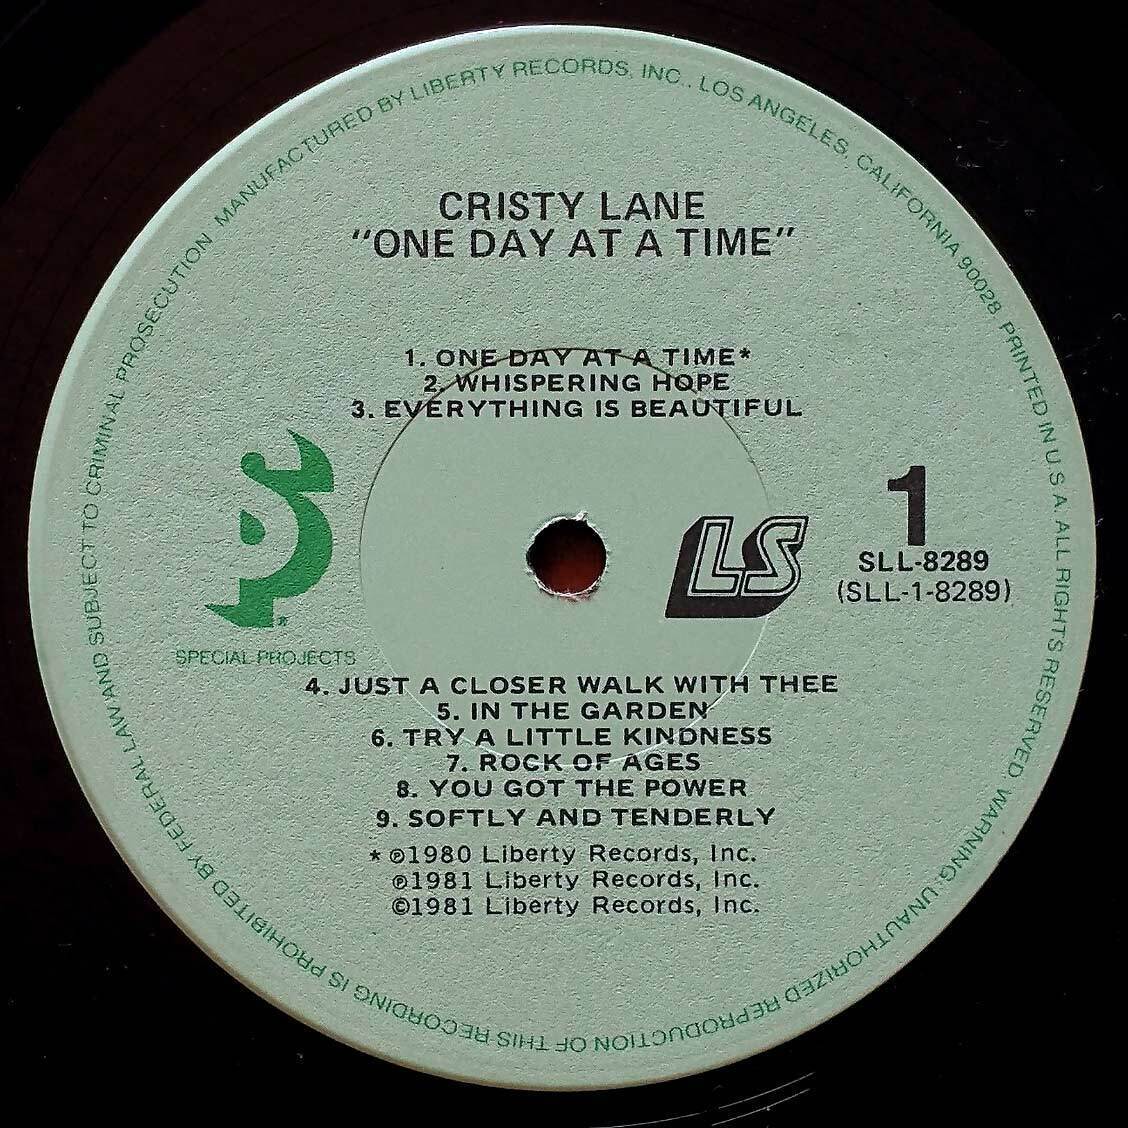 MANUFACTURED BY LIBERTY RECORDS, INC., LOS ANGELES, CALIFORNIA 90028 PRINTED IN U S A ALL RIGHTS RESERVED. WARNING: UNAUTHORIZED REPRODUCTION OF THIS RECORDING IS PROHIBITED BY FEDERAL LAW AND SUBJECT TO CRIMINAL PROSECUTION
CRISTY LANE
"ONE DAY AT A TIME"
1. ONE DAY AT A TIME*
2. WHISPERING HOPE
3. EVERYTHING IS BEAUTIFUL
SPECIAL PROJECTS
LS
1
SLL-8289
(SLL-1-8289)
4. JUST A CLOSER WALK WITH THEE
5. IN THE GARDEN
6. TRY A LITTLE KINDNESS
7. ROCK OF AGES
8. YOU GOT THE POWER
9. SOFTLY AND TENDERLY
* ℗1980 Liberty Records, Inc.
℗1981 Liberty Records, Inc.
©1981 Liberty Records, Inc.